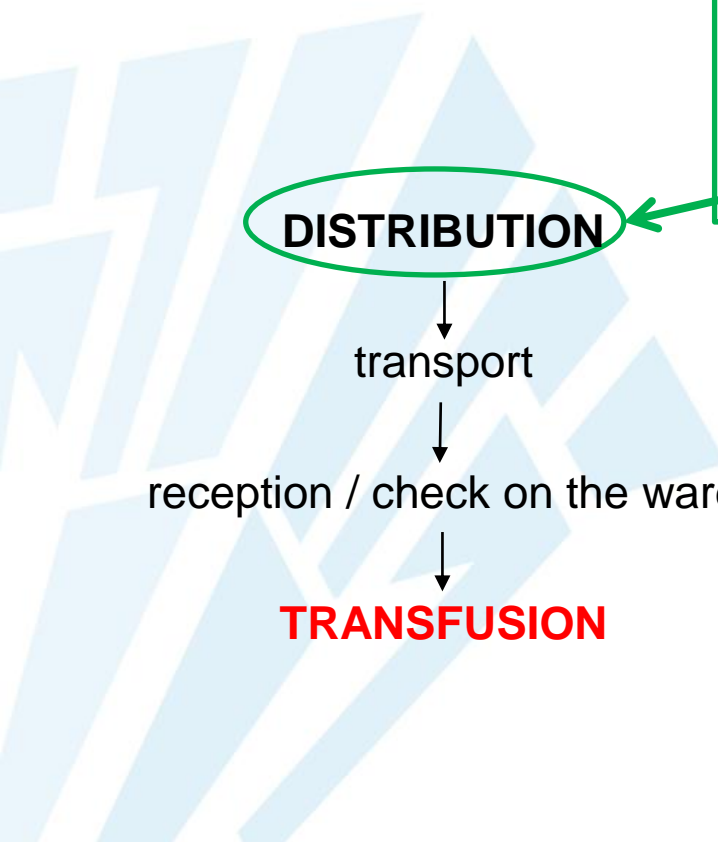 DISTRIBUTION
transport
reception / check on the
TRANSFUSION